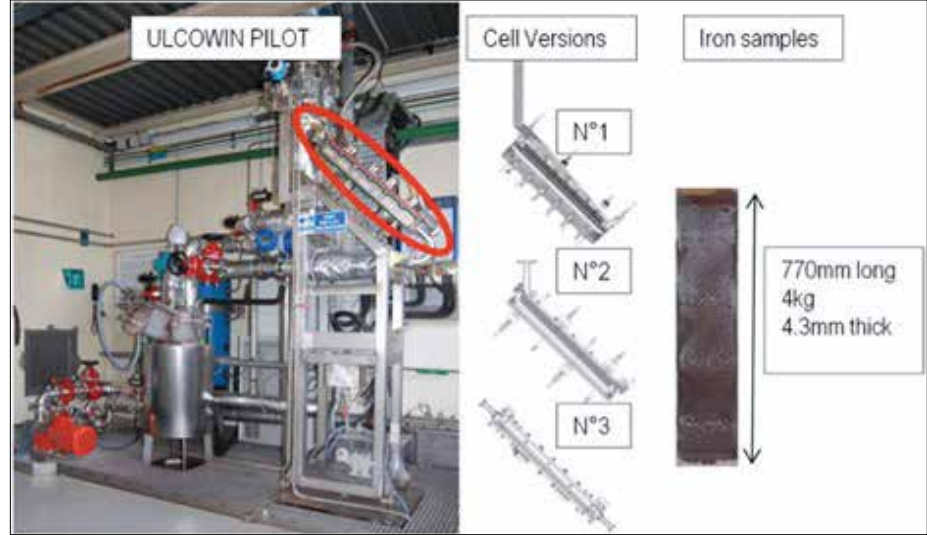 ULCOWIN PILOT
Cell Versions
Iron samples
N°1
N°2
N°3
770mm long
4kg
4.3mm thick